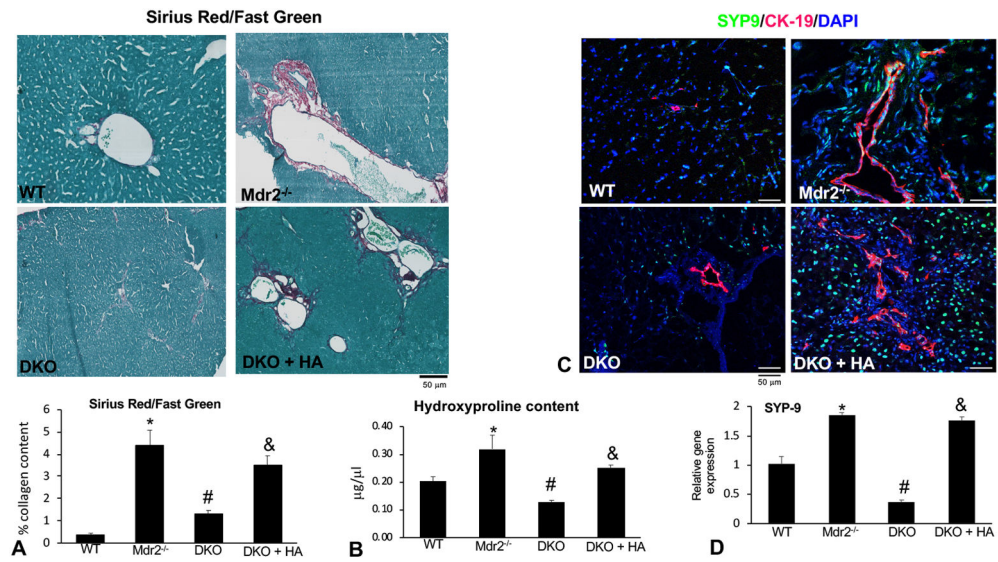 Sirius Red/Fast Green
WT
Mdr2-/-
DKO
DKO + HA
50 µm
Sirius Red/Fast Green
% collagen content
6
5
4
3
2
1
0
*
#
&
WT
Mdr2-/-
DKO
DKO + HA
A
Hydroxyproline content
µg/µl
0.40
0.30
0.20
0.10
0.00
*
#
&
WT
Mdr2-/-
DKO
DKO + HA
B
SYP9/CK-19/DAPI
WT
Mdr2-/-
DKO
DKO + HA
50 µm
C
SYP-9
Relative gene
expression
2
1.5
1
0.5
0
*
#
&
WT
Mdr2-/-
DKO
DKO + HA
D